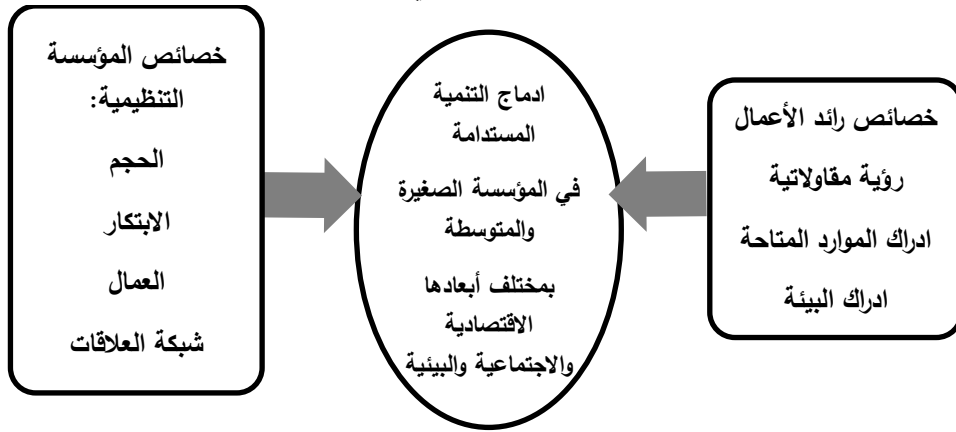 خصائص رائد الأعمال
رؤية مقاولاتية
ادراك الموارد المتاحة
ادراك البيئة
ادماج التنمية
المستدامة
في المؤسسة الصغيرة
والمتوسطة
بمختلف أبعادها
الاقتصادية
والاجتماعية والبيئية
خصائص المؤسسة
التنظيمية:
الحجم
الابتكار
العمال
شبكة العلاقات